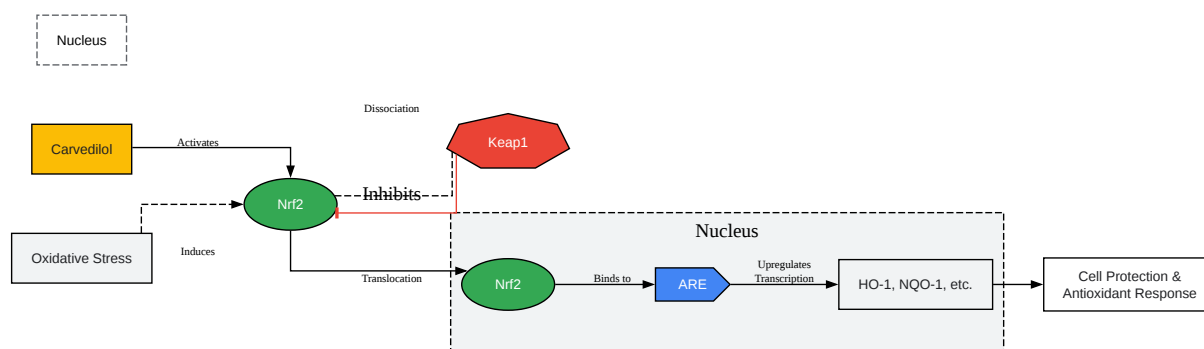 Nucleus
Dissociation
Carvedilol
Activates
Keap1
Inhibits
Nrf2
Oxidative Stress
Induces
Translocation
Nucleus
Nrf2
Binds to
ARE
Upregulates
Transcription
HO-1, NQO-1, etc.
Cell Protection &
Antioxidant Response